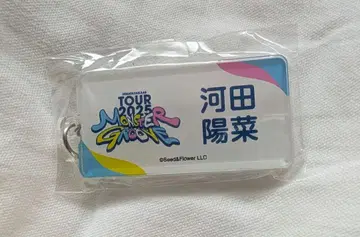 TOUR
2025
MONSTER
GROOVE
河田
陽菜
©Seed&Flower LLC